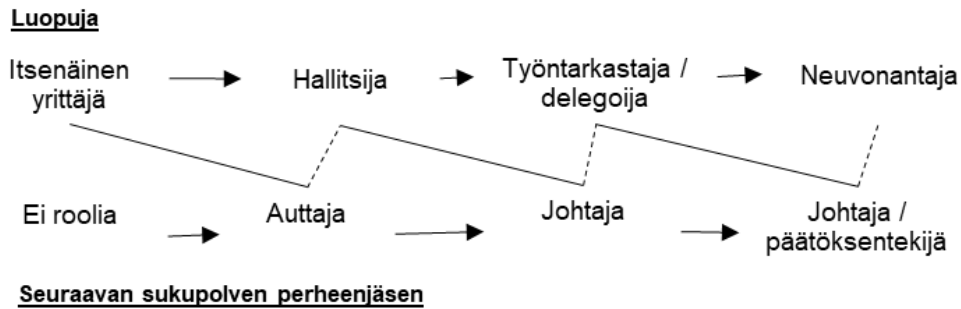 Luopuja
Itsenäinen
yrittäjä
Hallitsija
Työntarkastaja /
delegoija
Neuvonantaja
Ei roolia
Auttaja
Johtaja
Johtaja /
päätöksentekijä
Seuraavan sukupolven perheenjäsen